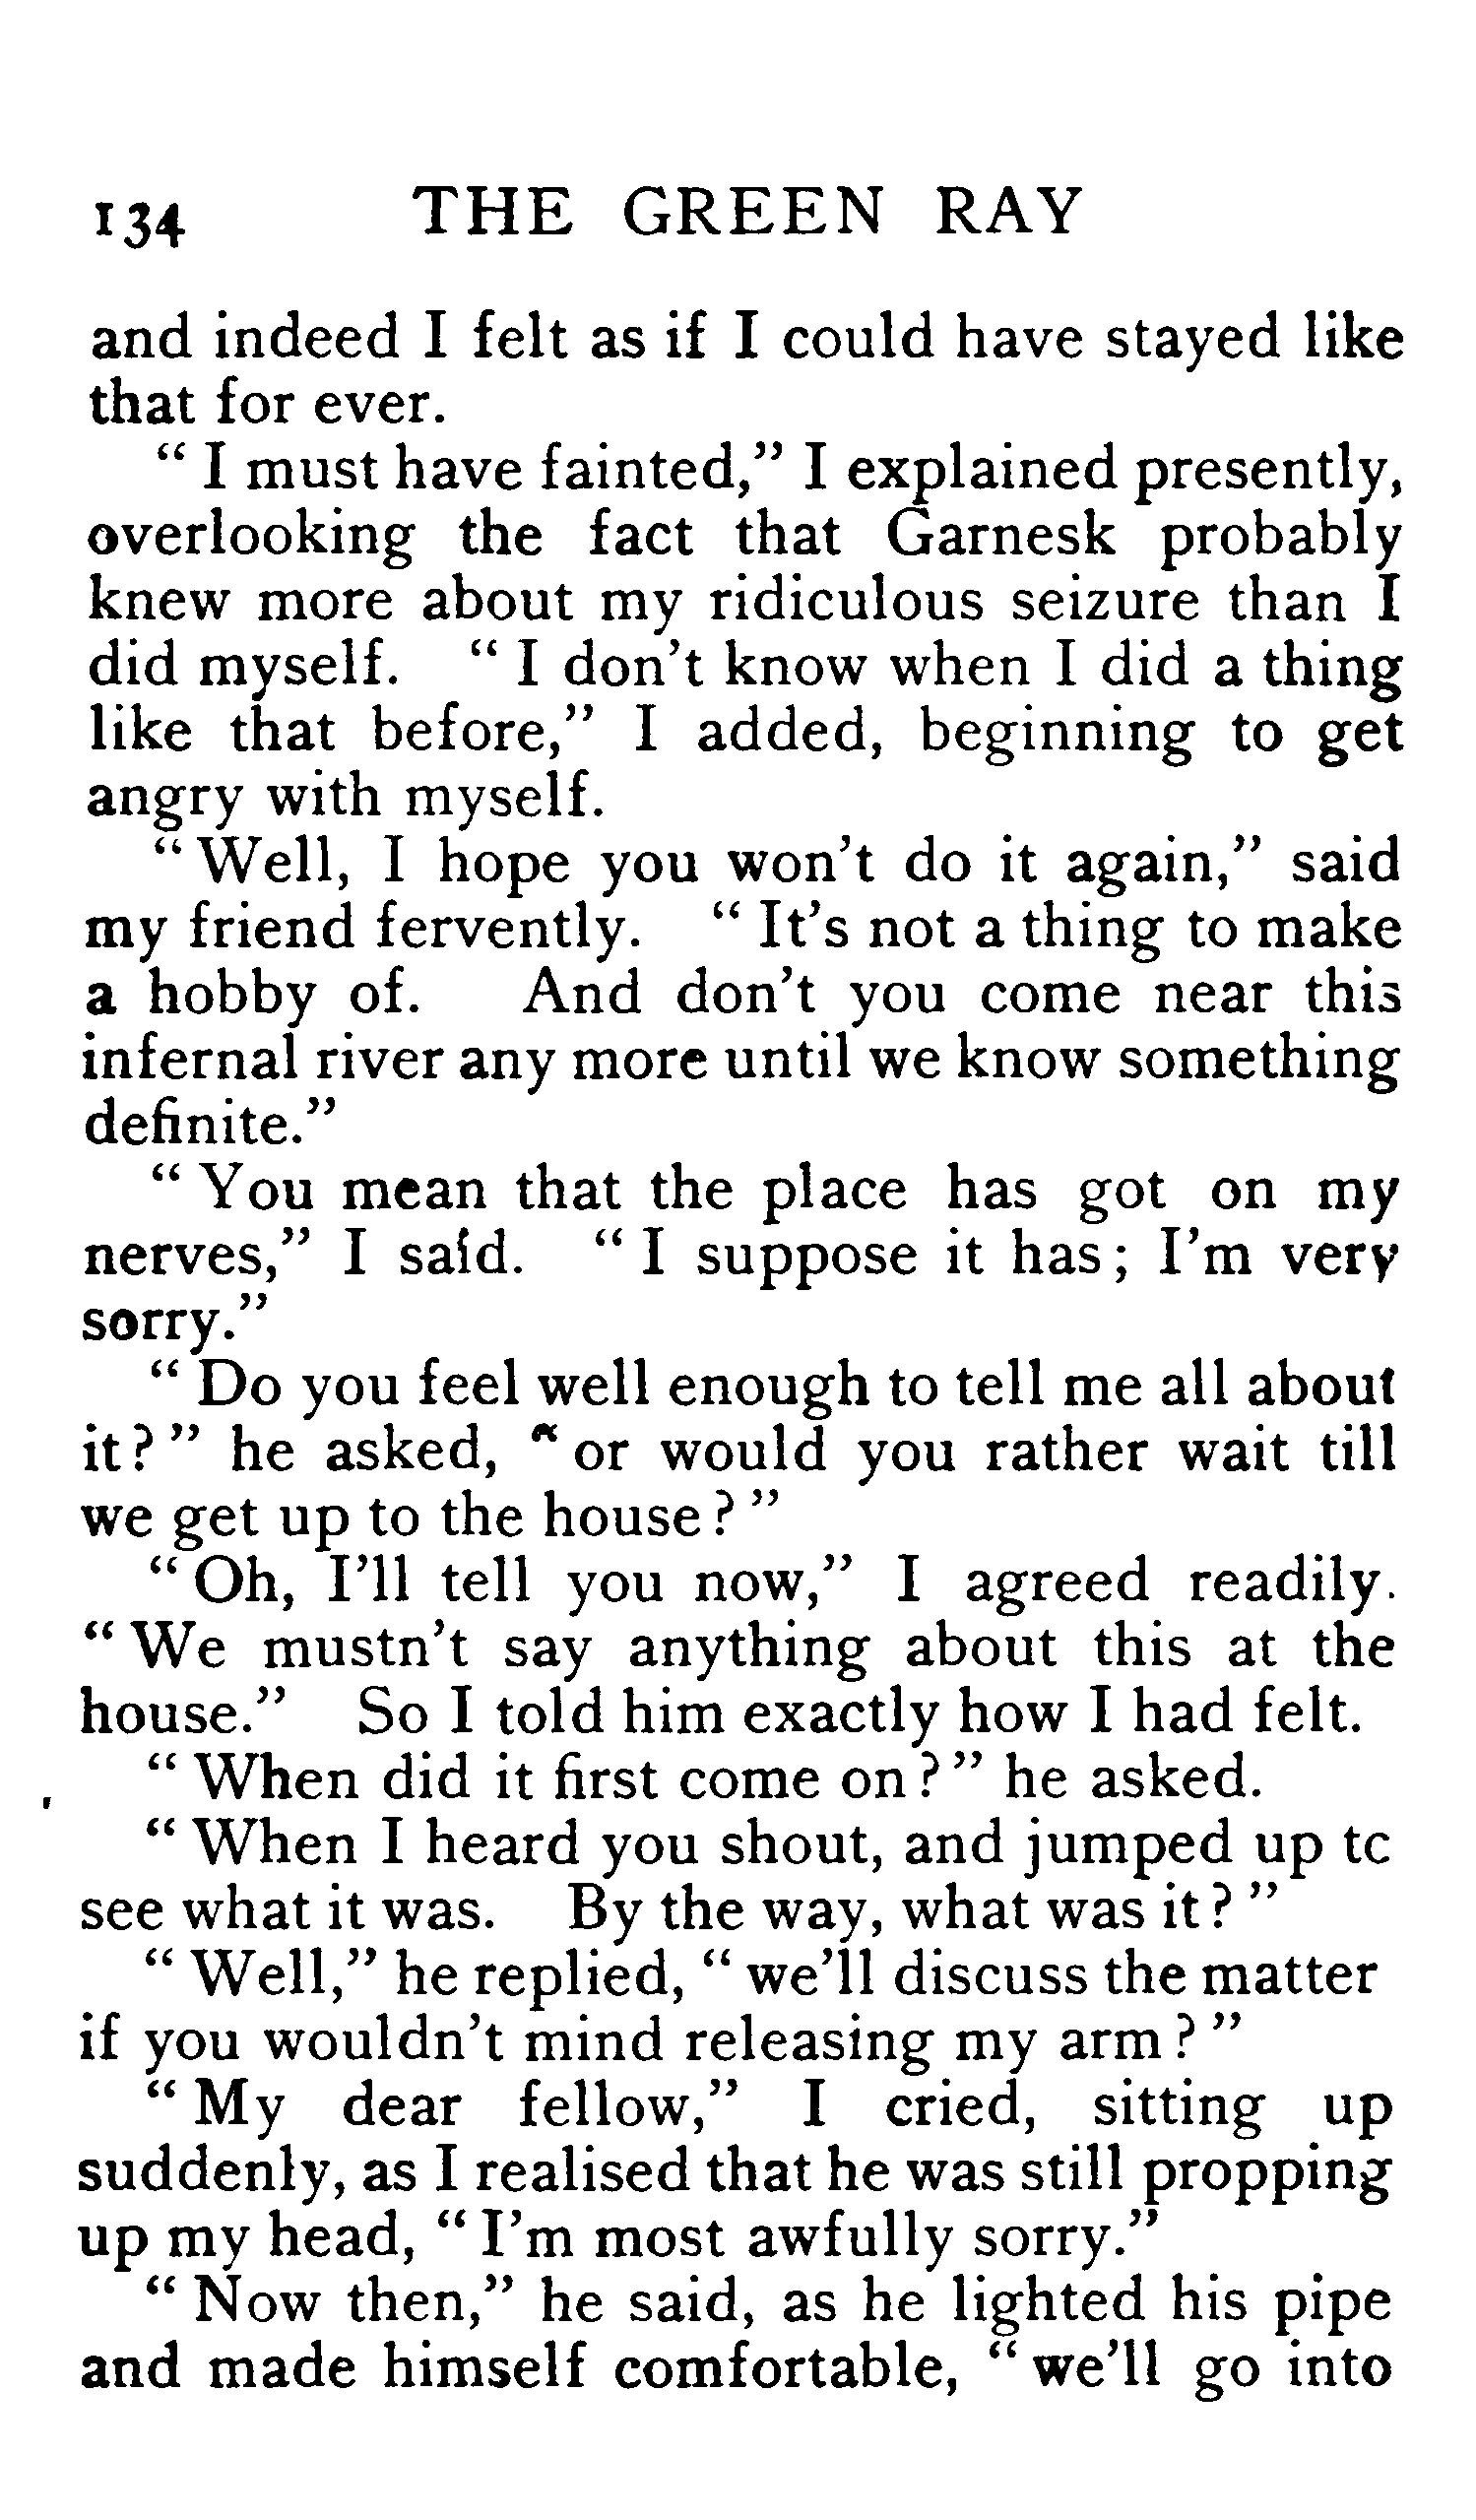 134 THE GREEN RAY
and indeed I felt as if I could have stayed like
that for ever.
“ I must have fainted,” I explained presently,
overlooking the fact that Garnesk probably
knew more about my ridiculous seizure than I
did myself. “ I don’t know when I did a thing
like that before,” I added, beginning to get
angry with myself.
“ Well, I hope you won’t do it again,” said
my friend fervently. “ It’s not a thing to make
a hobby of. And don’t you come near this
infernal river any more until we know something
definite.”
“ You mean that the place has got on my
nerves,” I said. “ I suppose it has ; I’m very
sorry.”
“ Do you feel well enough to tell me all about
it ? ” he asked, “ or would you rather wait till
we get up to the house ? ”
“ Oh, I’ll tell you now,” I agreed readily.
“ We mustn’t say anything about this at the
house.” So I told him exactly how I had felt.
“ When did it first come on ? ” he asked.
“ When I heard you shout, and jumped up to
see what it was. By the way, what was it ? ”
“ Well,” he replied, “ we’ll discuss the matter
if you wouldn’t mind releasing my arm ? ”
“ My dear fellow,” I cried, sitting up
suddenly, as I realised that he was still propping
up my head, “ I’m most awfully sorry.”
“ Now then,” he said, as he lighted his pipe
and made himself comfortable, “ we’ll go into